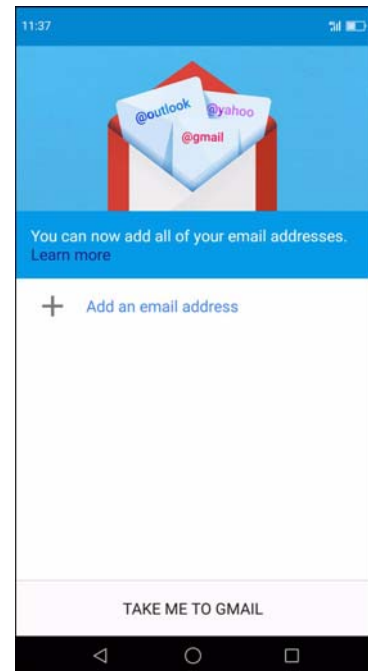 11:37
@outlook
@yahoo
@gmail
You can now add all of your email addresses.
Learn more
Add an email address
TAKE ME TO GMAIL